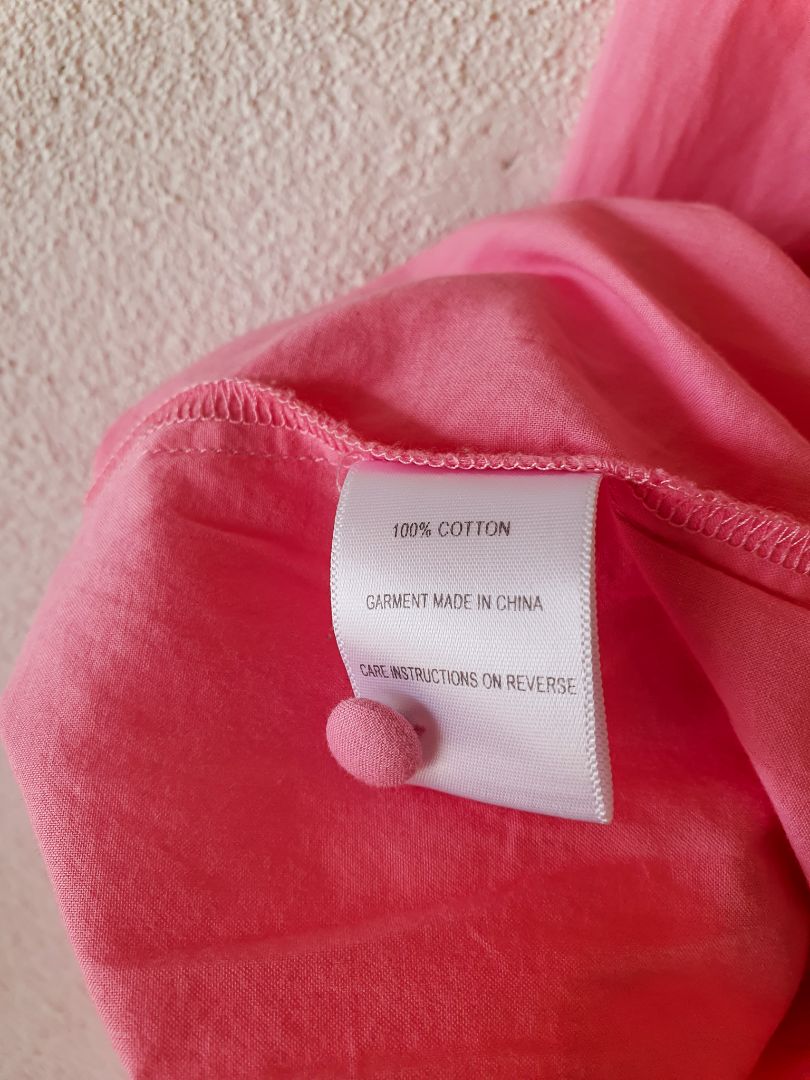 100% COTTON
GARMENT MADE IN CHINA
CARE INSTRUCTIONS ON REVERSE